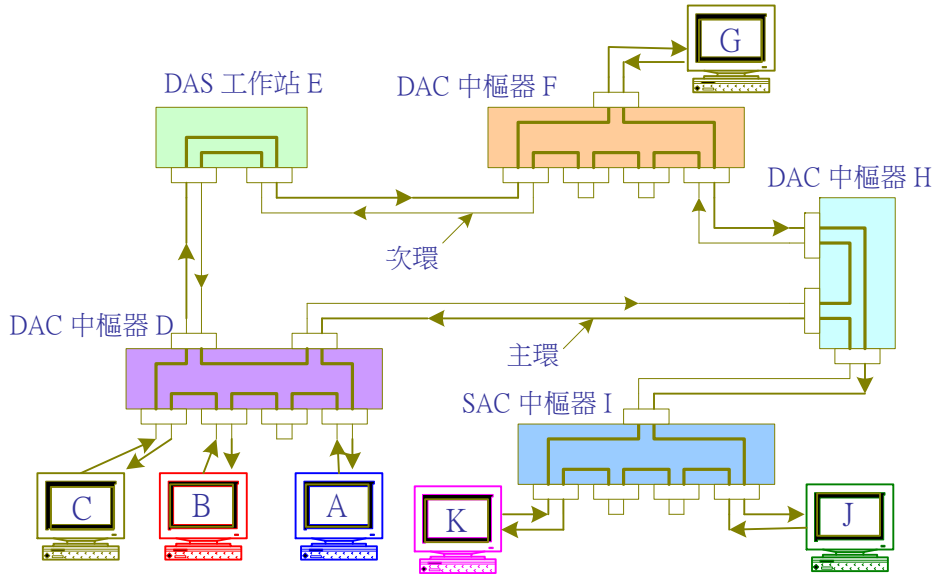 G
DAS 工作站 E
DAC 中樞器 F
DAC 中樞器 H
次環
DAC 中樞器 D
主環
SAC 中樞器 I
C
B
A
K
J